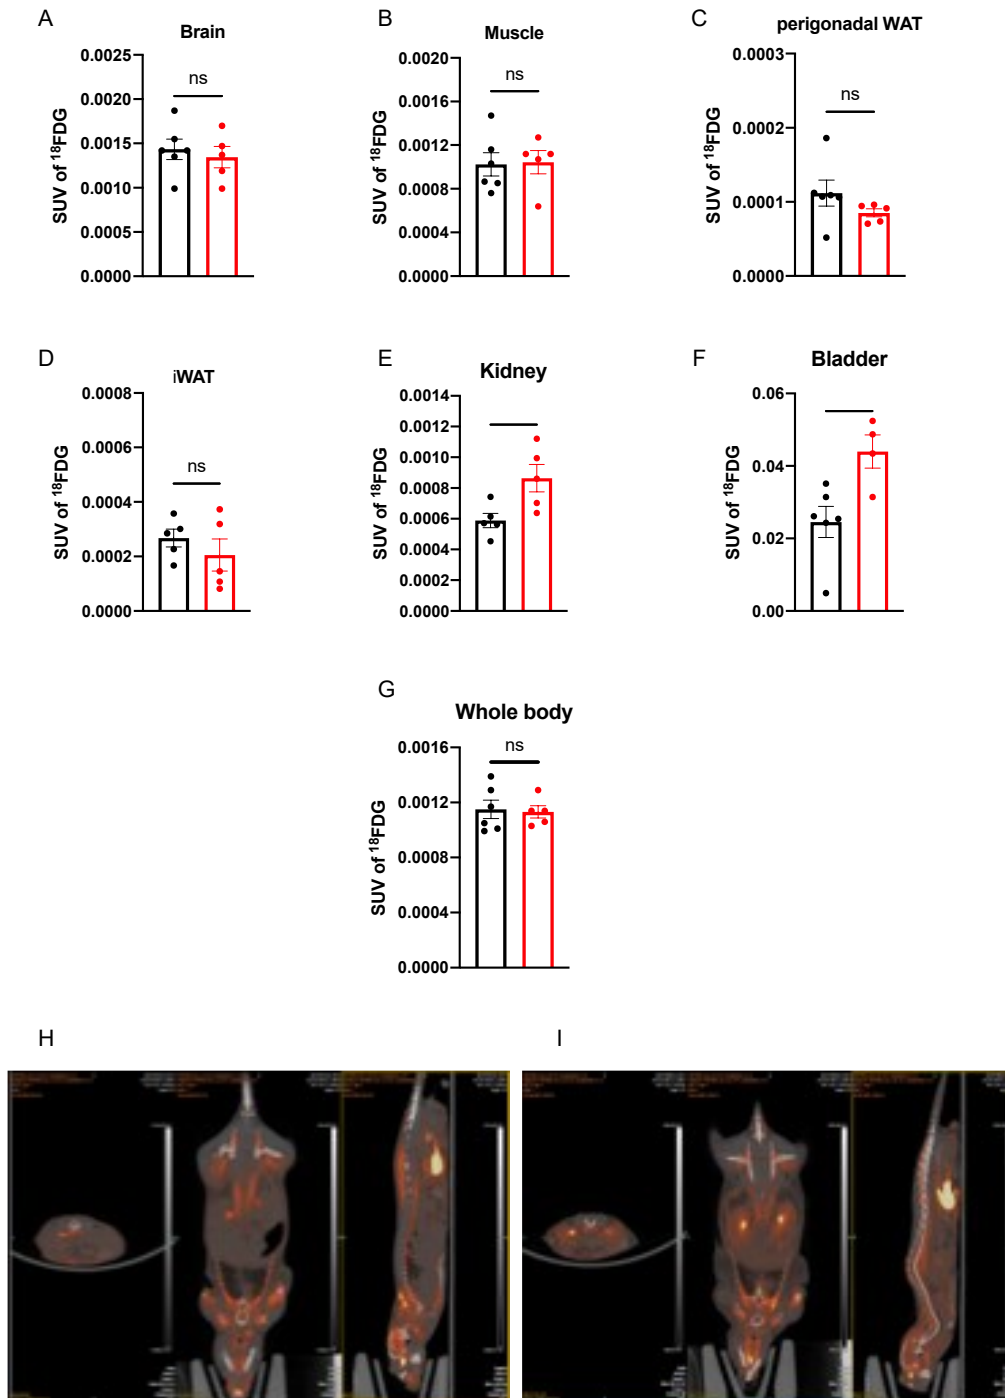 A
Brain
SUV of ¹⁸FDG
0.0025
0.0020
0.0015
0.0010
0.0005
0.0000
ns
B
Muscle
SUV of ¹⁸FDG
0.0020
0.0016
0.0012
0.0008
0.0004
0.0000
ns
C
perigonadal WAT
SUV of ¹⁸FDG
0.0003
0.0002
0.0001
0.0000
ns
D
iWAT
SUV of ¹⁸FDG
0.0008
0.0006
0.0004
0.0002
0.0000
ns
E
Kidney
SUV of ¹⁸FDG
0.0014
0.0012
0.0010
0.0008
0.0006
0.0004
0.0002
0.0000
F
Bladder
SUV of ¹⁸FDG
0.06
0.04
0.02
0.00
G
Whole body
SUV of ¹⁸FDG
0.0016
0.0012
0.0008
0.0004
0.0000
ns
H
I